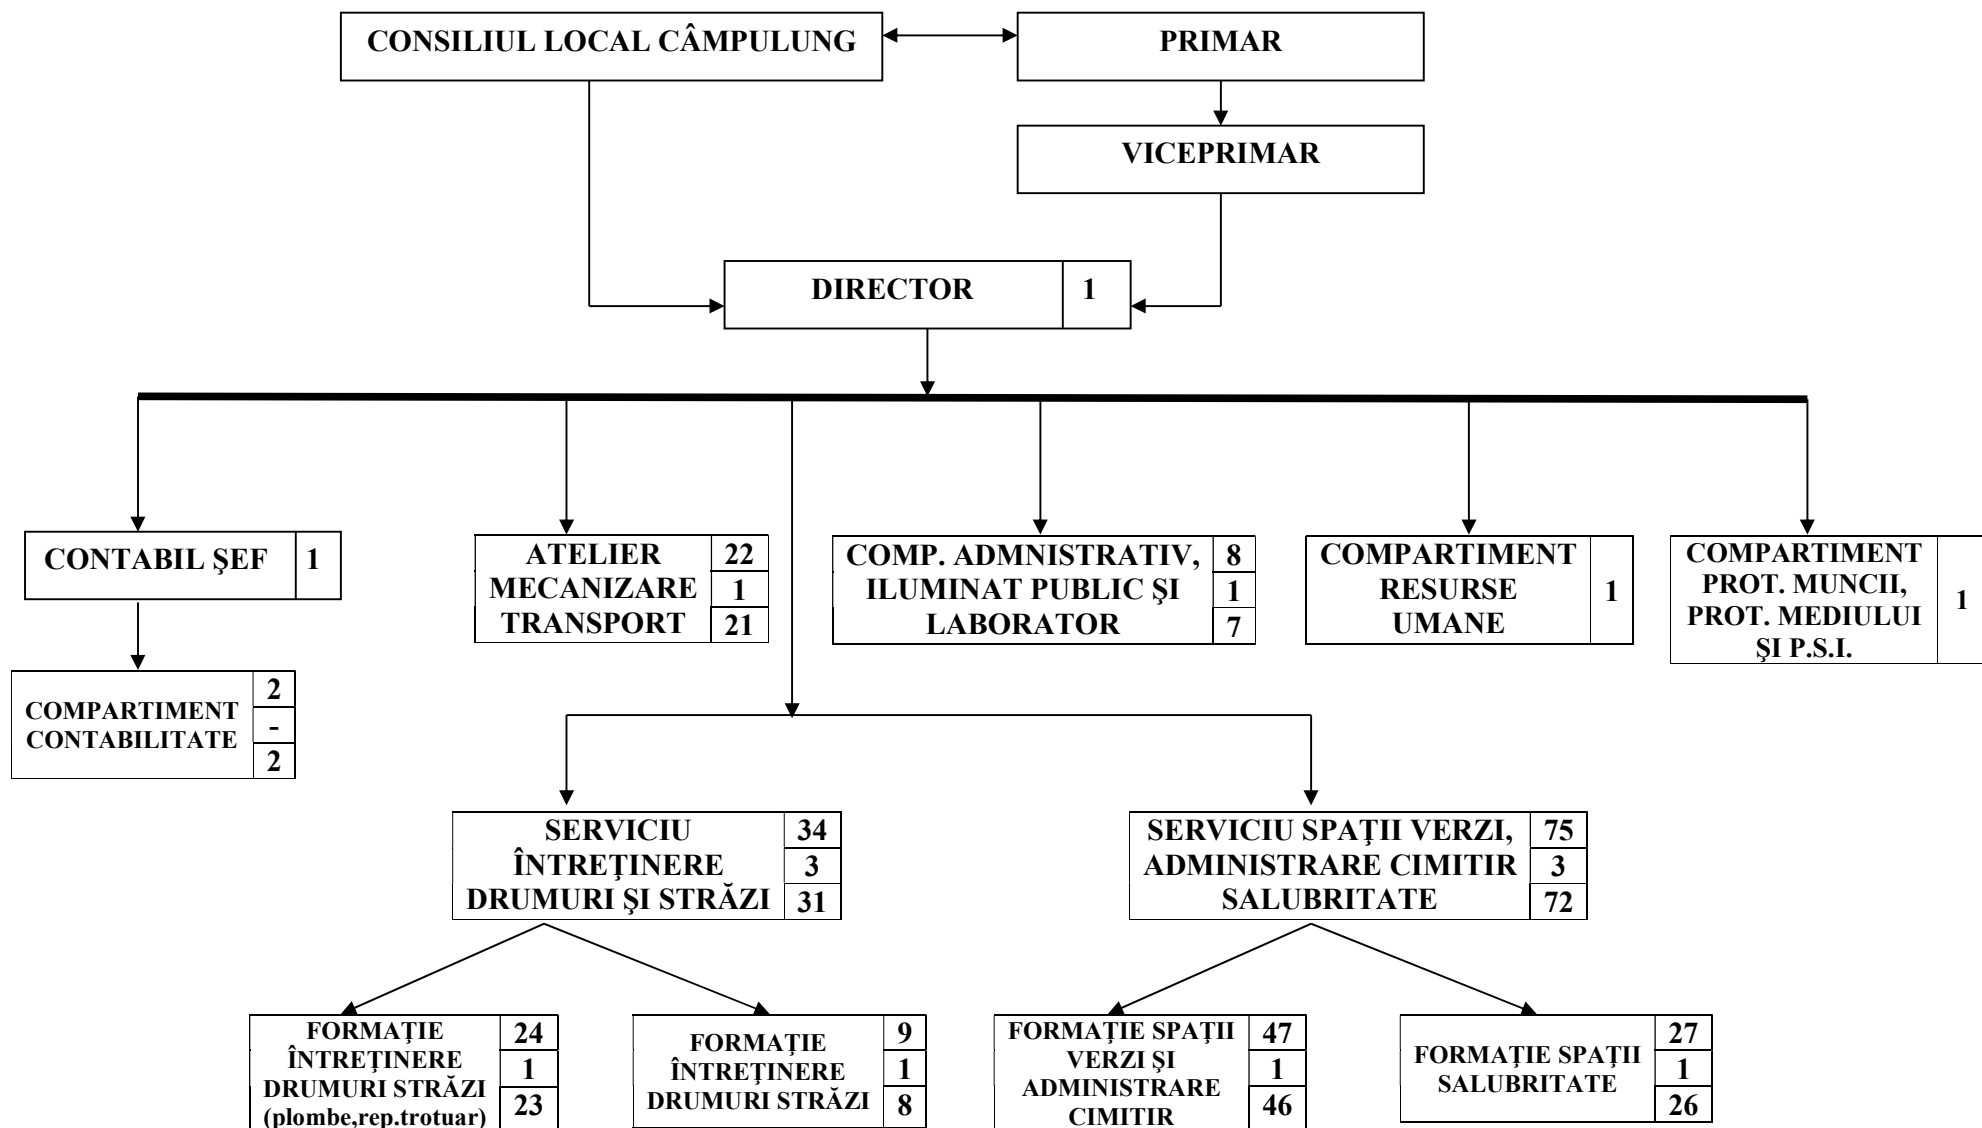 CONSILIUL LOCAL CÂMPULUNG
PRIMAR
VICEPRIMAR
DIRECTOR
1
CONTABIL ŞEF
1
ATELIER
MECANIZARE
TRANSPORT
22
1
21
COMP. ADMNISTRATIV,
ILUMINAT PUBLIC ŞI
LABORATOR
8
1
7
COMPARTIMENT
RESURSE
UMANE
1
COMPARTIMENT
PROT. MUNCII,
PROT. MEDIULUI
ŞI P.S.I.
1
COMPARTIMENT
CONTABILITATE
2
-
2
SERVICIU
ÎNTREŢINERE
DRUMURI ŞI STRĂZI
34
3
31
SERVICIU SPAŢII VERZI,
ADMINISTRARE CIMITIR
SALUBRITATE
75
3
72
FORMAŢIE
ÎNTREŢINERE
DRUMURI STRĂZI
(plombe,rep.trotuar)
24
1
23
FORMAŢIE
ÎNTREŢINERE
DRUMURI STRĂZI
9
1
8
FORMAŢIE SPAŢII
VERZI ŞI
ADMINISTRARE
CIMITIR
47
1
46
FORMAŢIE SPAŢII
SALUBRITATE
27
1
26